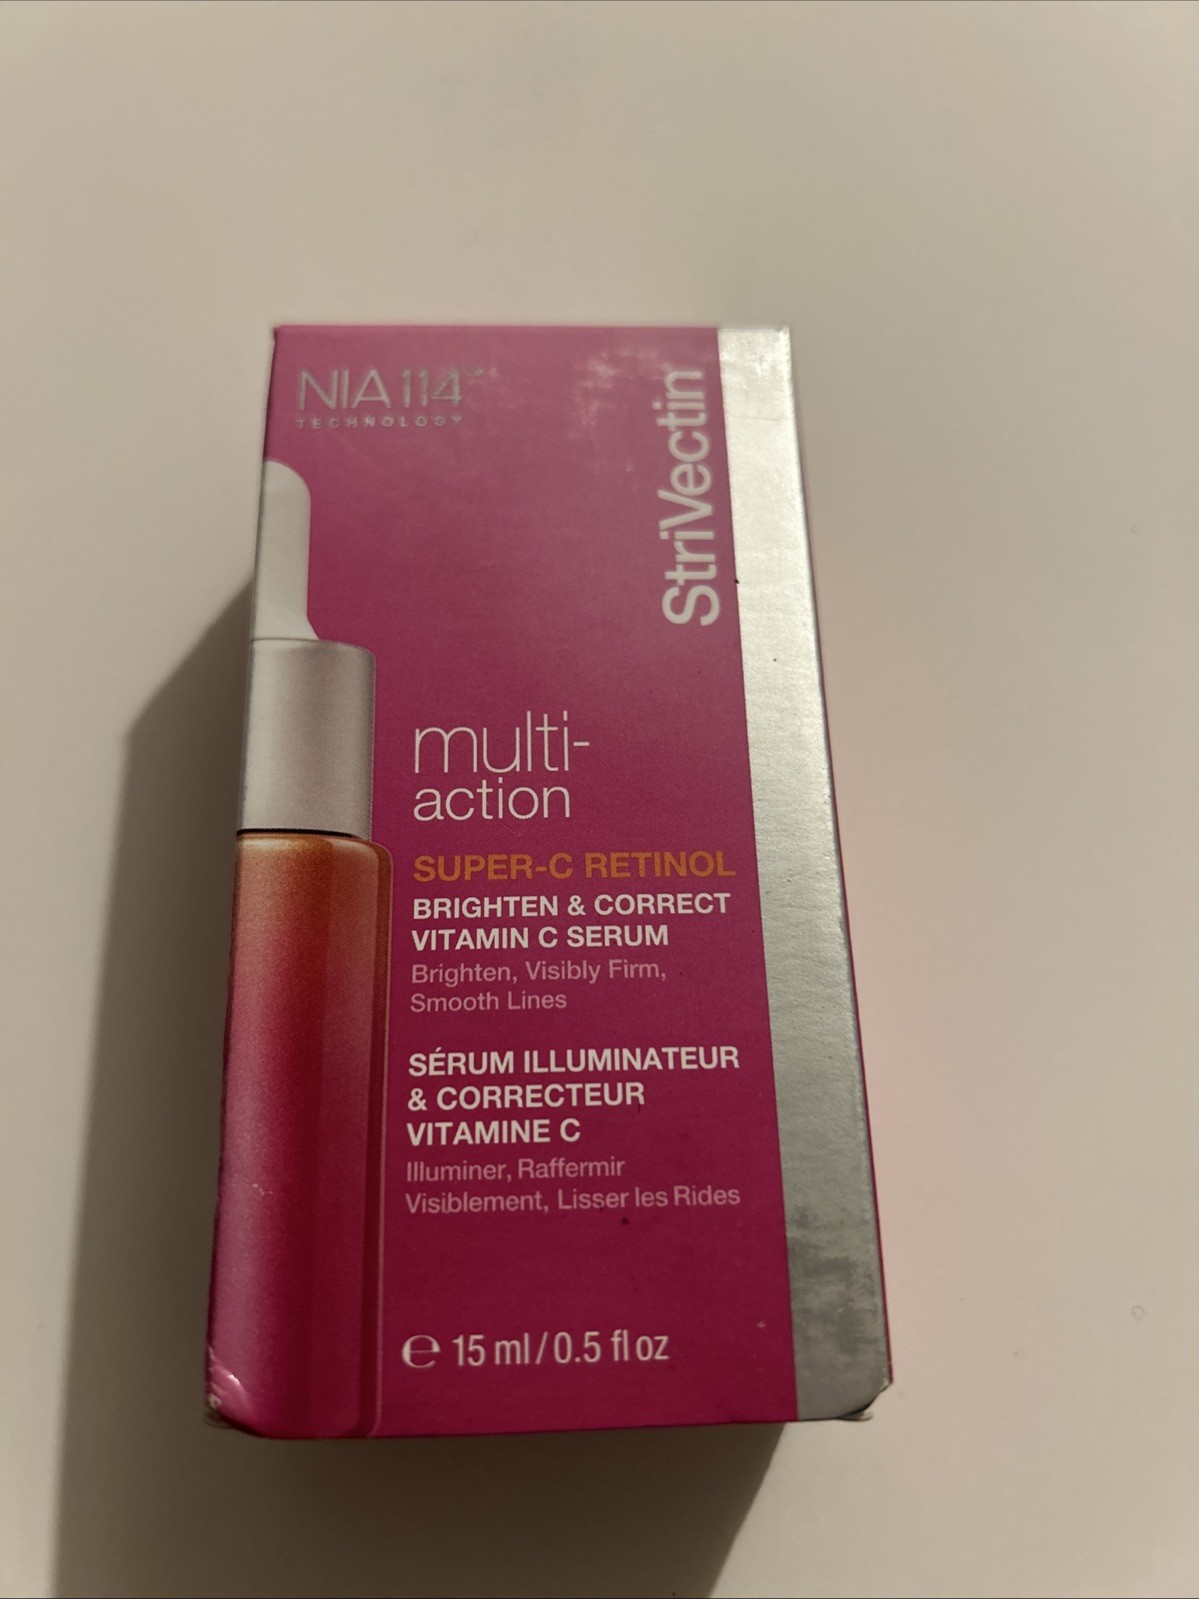 NIA114™
TECHNOLOGY
StriVectin
multi-
action
SUPER-C RETINOL
BRIGHTEN & CORRECT
VITAMIN C SERUM
Brighten, Visibly Firm,
Smooth Lines
SÉRUM ILLUMINATEUR
& CORRECTEUR
VITAMINE C
Illuminer, Raffermir
Visiblement, Lisser les Rides
℮ 15 ml / 0.5 fl oz